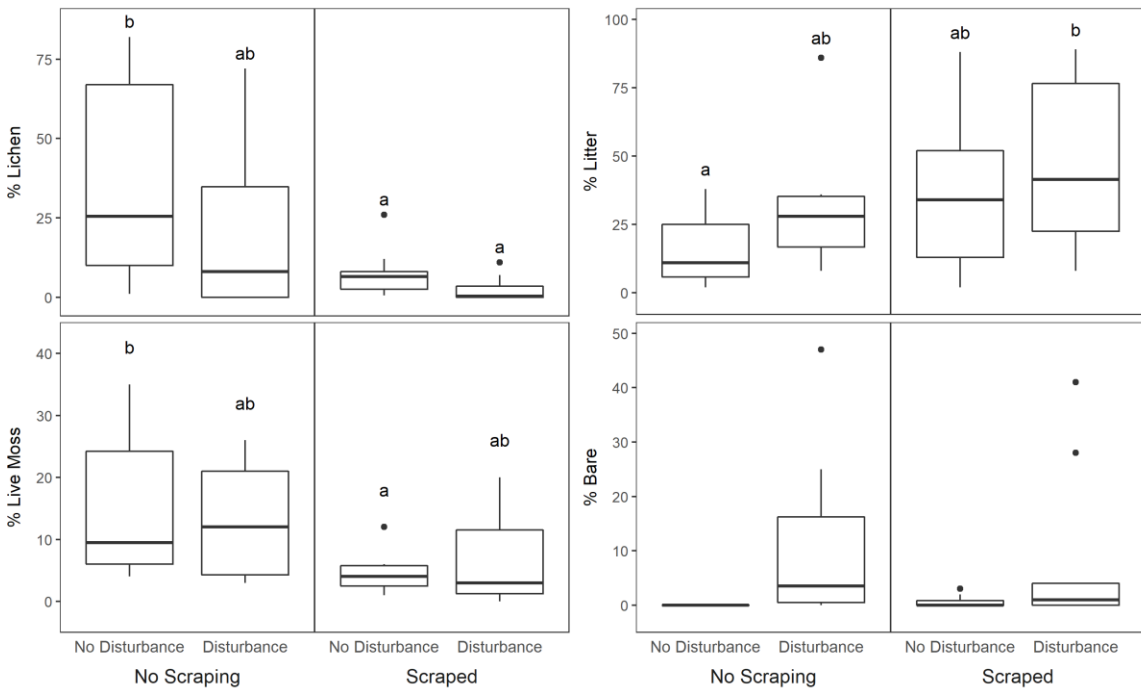 % Lichen
75
50
25
0
b
ab
a
a
% Litter
100
75
50
25
0
a
ab
ab
b
% Live Moss
40
30
20
10
0
b
ab
a
ab
% Bare
50
40
30
20
10
0
No Disturbance Disturbance No Disturbance Disturbance
No Scraping Scraped
No Disturbance Disturbance No Disturbance Disturbance
No Scraping Scraped